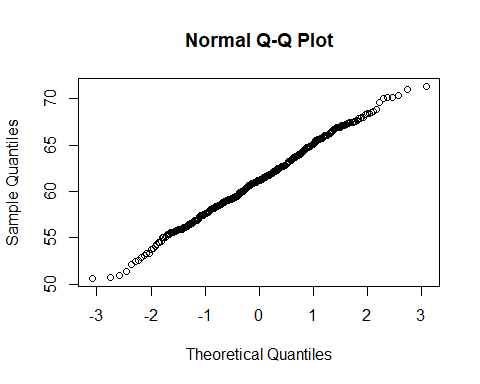 Normal Q-Q Plot
Sample Quantiles
70
65
60
55
50
-3 -2 -1 0 1 2 3
Theoretical Quantiles